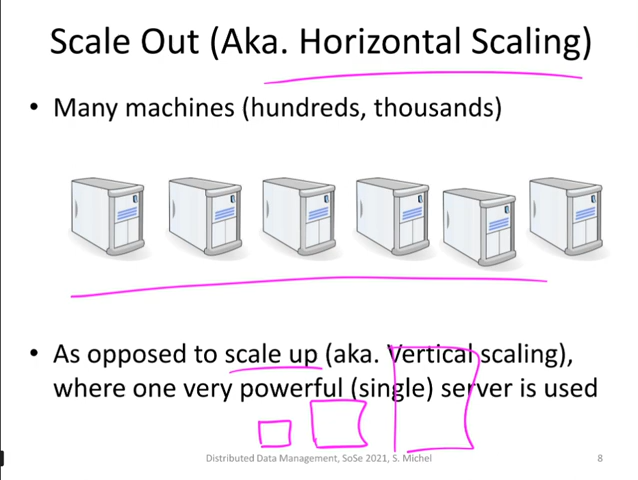 Scale Out (Aka. Horizontal Scaling)
• Many machines (hundreds, thousands)
• As opposed to scale up (aka. Vertical scaling),
where one very powerful (single) server is used
Distributed Data Management, SoSe 2021, S. Michel
8